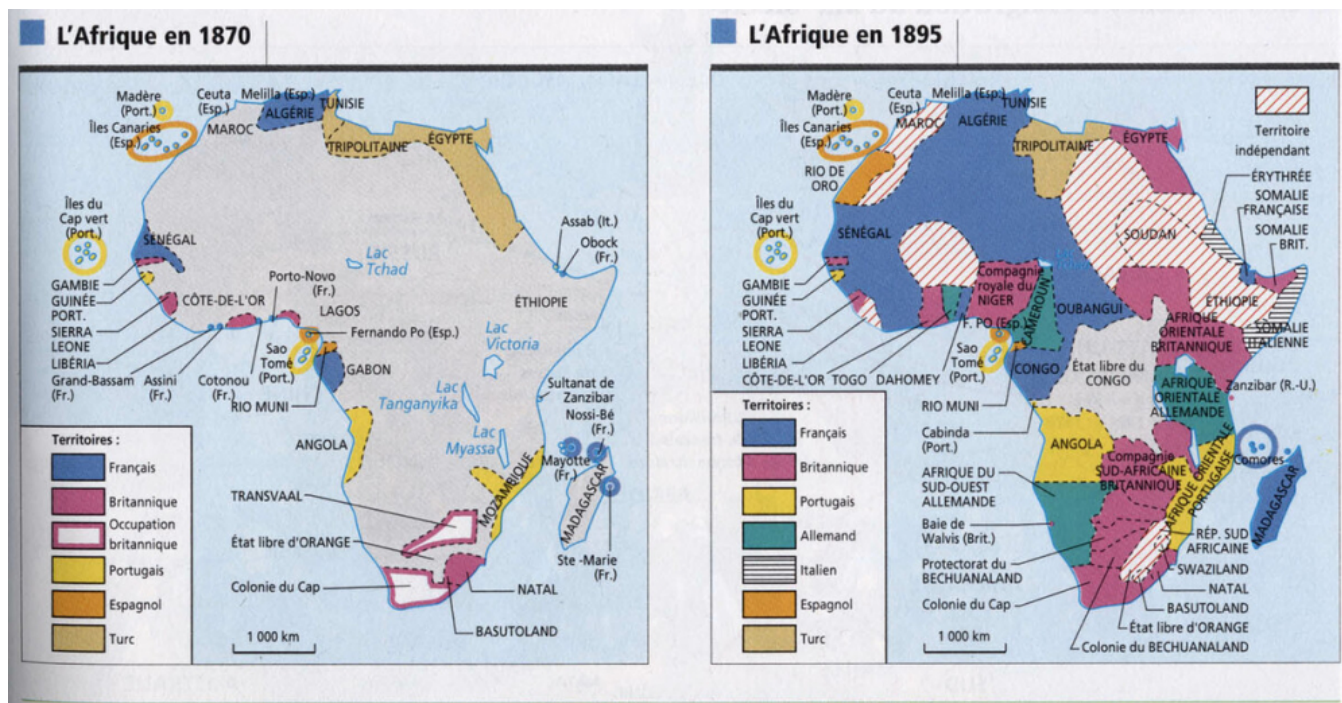 L'Afrique en 1870
Madère
(Port.)
Ceuta
(Esp.)
Melilla (Esp.)
TUNISIE
ALGÉRIE
Îles Canaries
(Esp.)
MAROC
TRIPOLITAINE
ÉGYPTE
Îles du
Cap vert
(Port.)
SÉNÉGAL
Lac
Tchad
Assab (It.)
Obock
(Fr.)
GAMBIE
GUINÉE
PORT.
SIERRA
LEONE
LIBÉRIA
CÔTE-DE-L'OR
Porto-Novo
(Fr.)
LAGOS
ÉTHIOPIE
Fernando Po (Esp.)
Grand-Bassam
(Fr.)
Assini
(Fr.)
Cotonou
(Fr.)
Sao
Tome
(Port.)
GABON
RIO MUNI
Lac
Victoria
Lac
Tanganyika
Sultanat de
Zanzibar
Nossi-Bé
(Fr.)
Lac
Myassa
Mayotte
(Fr.)
ANGOLA
MOZAMBIQUE
MADAGASCAR
TRANSVAAL
État libre d'ORANGE
Ste -Marie
(Fr.)
Colonie du Cap
NATAL
BASUTOLAND
1 000 km
Territoires :
Français
Britannique
Occupation
britannique
Portugais
Espagnol
Turc
L'Afrique en 1895
Madère
(Port.)
Ceuta
(Esp.)
Melilla (Esp.)
TUNISIE
ALGÉRIE
Îles Canaries
(Esp.)
MAROC
TRIPOLITAINE
ÉGYPTE
Territoire
indépendant
RIO DE
ORO
ÉRYTHRÉE
SOMALIE
FRANÇAISE
SOMALIE
BRIT.
Îles du
Cap vert
(Port.)
SÉNÉGAL
SOUDAN
Lac
GAMBIE
GUINÉE
PORT.
SIERRA
LEONE
LIBÉRIA
Compagnie
royale du
NIGER
CAMEROUN
OUBANGUI
ÉTHIOPIE
F. PO (Esp.)
Sao
Tome
(Port.)
CÔTE-DE-L'OR
TOGO
DAHOMEY
AFRIQUE
ORIENTALE
BRITANNIQUE
SOMALIE
CONGO
État libre du
CONGO
Zanzibar (R.-U.)
RIO MUNI
AFRIQUE
ORIENTALE
ALLEMANDE
Cabinda
(Port.)
ANGOLA
Comores
Compagnie
SUD-AFRICAINE
BRITANNIQUE
AFRIQUE ORIENTALE
PORTUGAISE
MADAGASCAR
AFRIQUE DU
SUD-OUEST
ALLEMANDE
Baie de
Walvis (Brit.)
Protectorat du
BECHUANALAND
Colonie du Cap
RÉP. SUD
AFRICAINE
SWAZILAND
NATAL
BASUTOLAND
État libre d'ORANGE
Colonie du BECHUANALAND
1 000 km
Territoires :
Français
Britannique
Portugais
Allemand
Italien
Espagnol
Turc